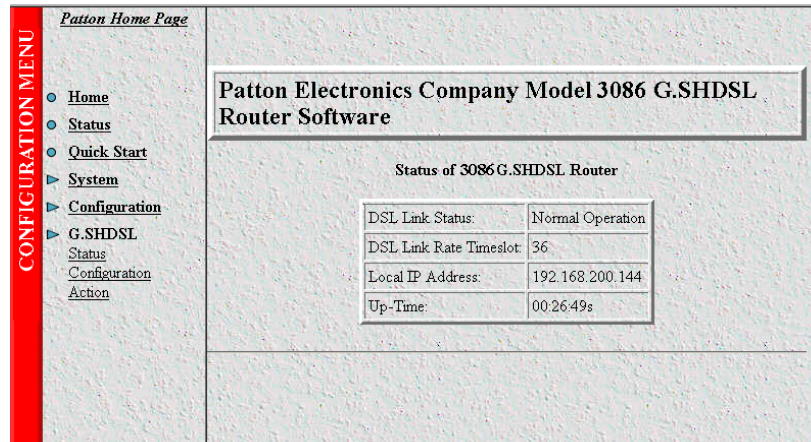 CONFIGURATION MENU
Patton Home Page
Home
Status
Quick Start
System
Configuration
G.SHDSL
Status
Configuration
Action
Patton Electronics Company Model 3086 G.SHDSL
Router Software
Status of 3086 G.SHDSL Router
DSL Link Status: Normal Operation
DSL Link Rate Timeslot: 36
Local IP Address: 192.168.200.144
Up-Time: 00:26:49s